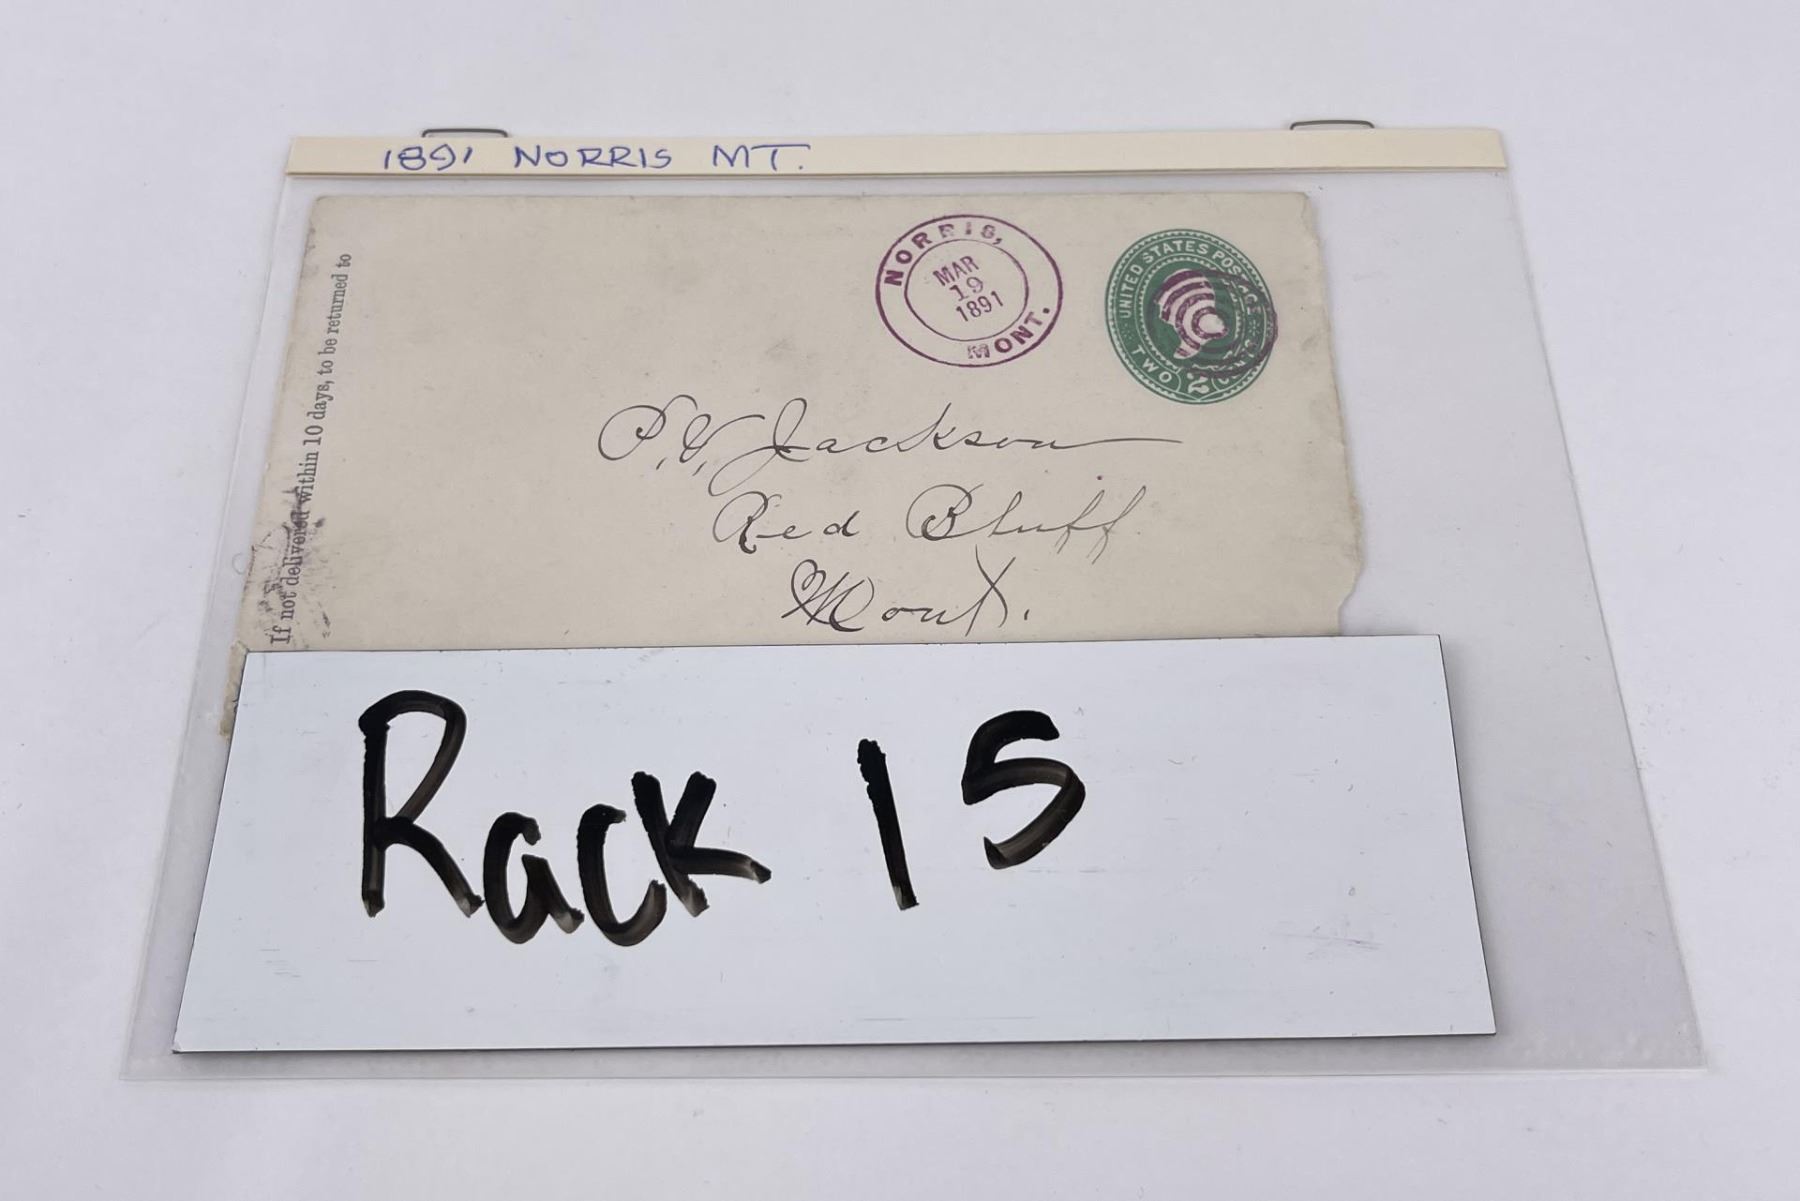 1891 NORRIS MT.
NORRIS,
MAR
19
1891
MONT.
UNITED STATES POSTAGE
TWO 2
If not delivered within 10 days, to be returned to
P.V. Jackson
Red Bluff
Mont.
Rack 15